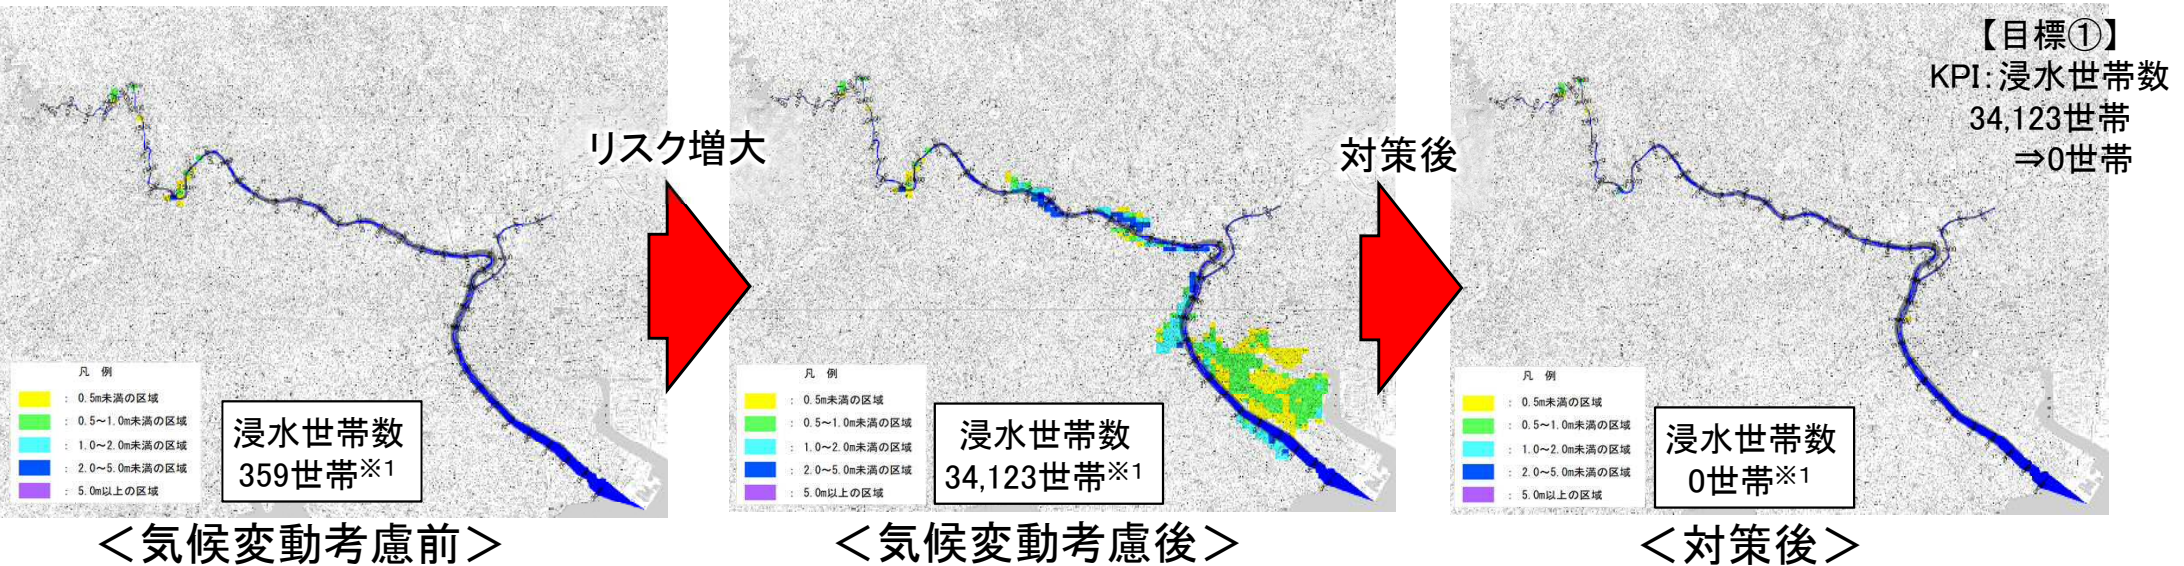 【目標①】
KPI：浸水世帯数
34,123世帯
⇒0世帯
リスク増大
対策後
凡 例
： 0.5m未満の区域
： 0.5～1.0m未満の区域
： 1.0～2.0m未満の区域
： 2.0～5.0m未満の区域
： 5.0m以上の区域
浸水世帯数
359世帯※1
＜気候変動考慮前＞
凡 例
： 0.5m未満の区域
： 0.5～1.0m未満の区域
： 1.0～2.0m未満の区域
： 2.0～5.0m未満の区域
： 5.0m以上の区域
浸水世帯数
34,123世帯※1
＜気候変動考慮後＞
凡 例
： 0.5m未満の区域
： 0.5～1.0m未満の区域
： 1.0～2.0m未満の区域
： 2.0～5.0m未満の区域
： 5.0m以上の区域
浸水世帯数
0世帯※1
＜対策後＞